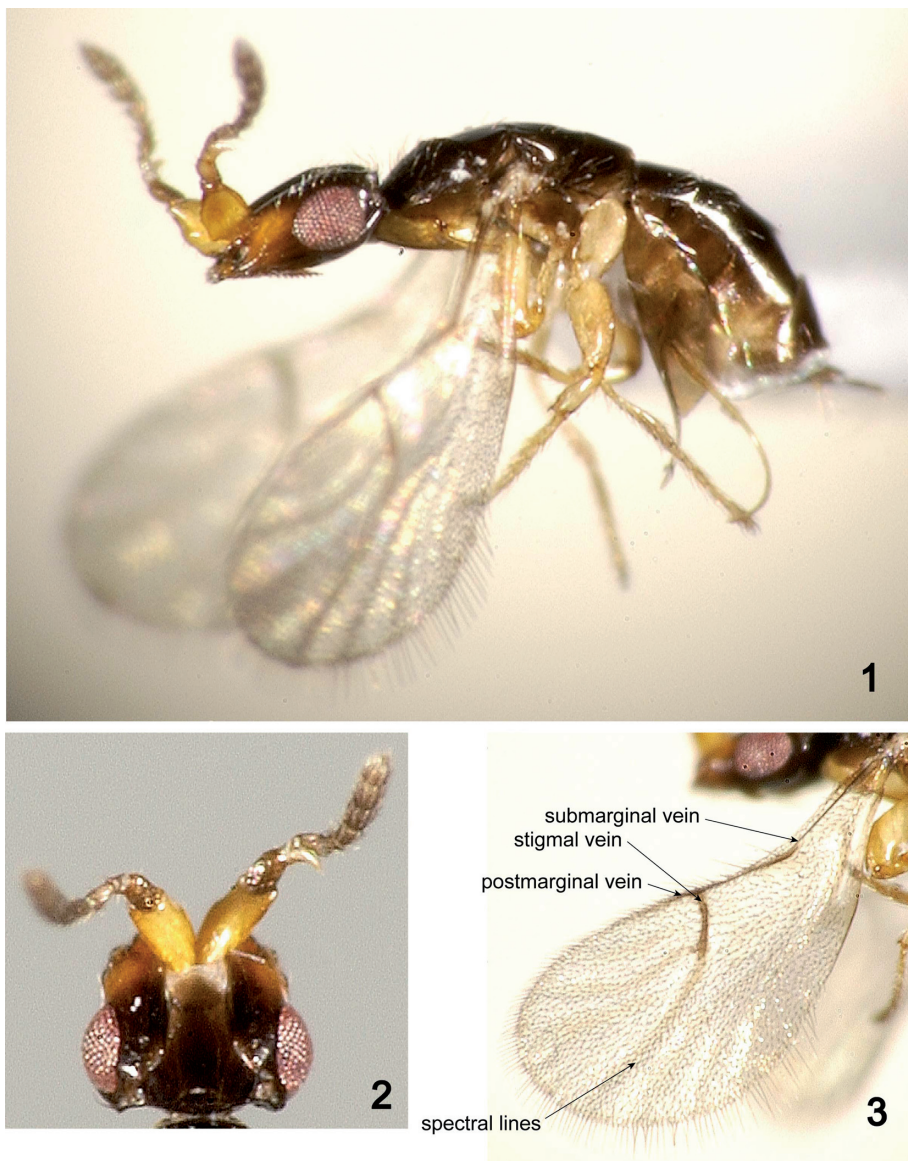 1
2
submarginal vein
stigmal vein
postmarginal vein
spectral lines
3